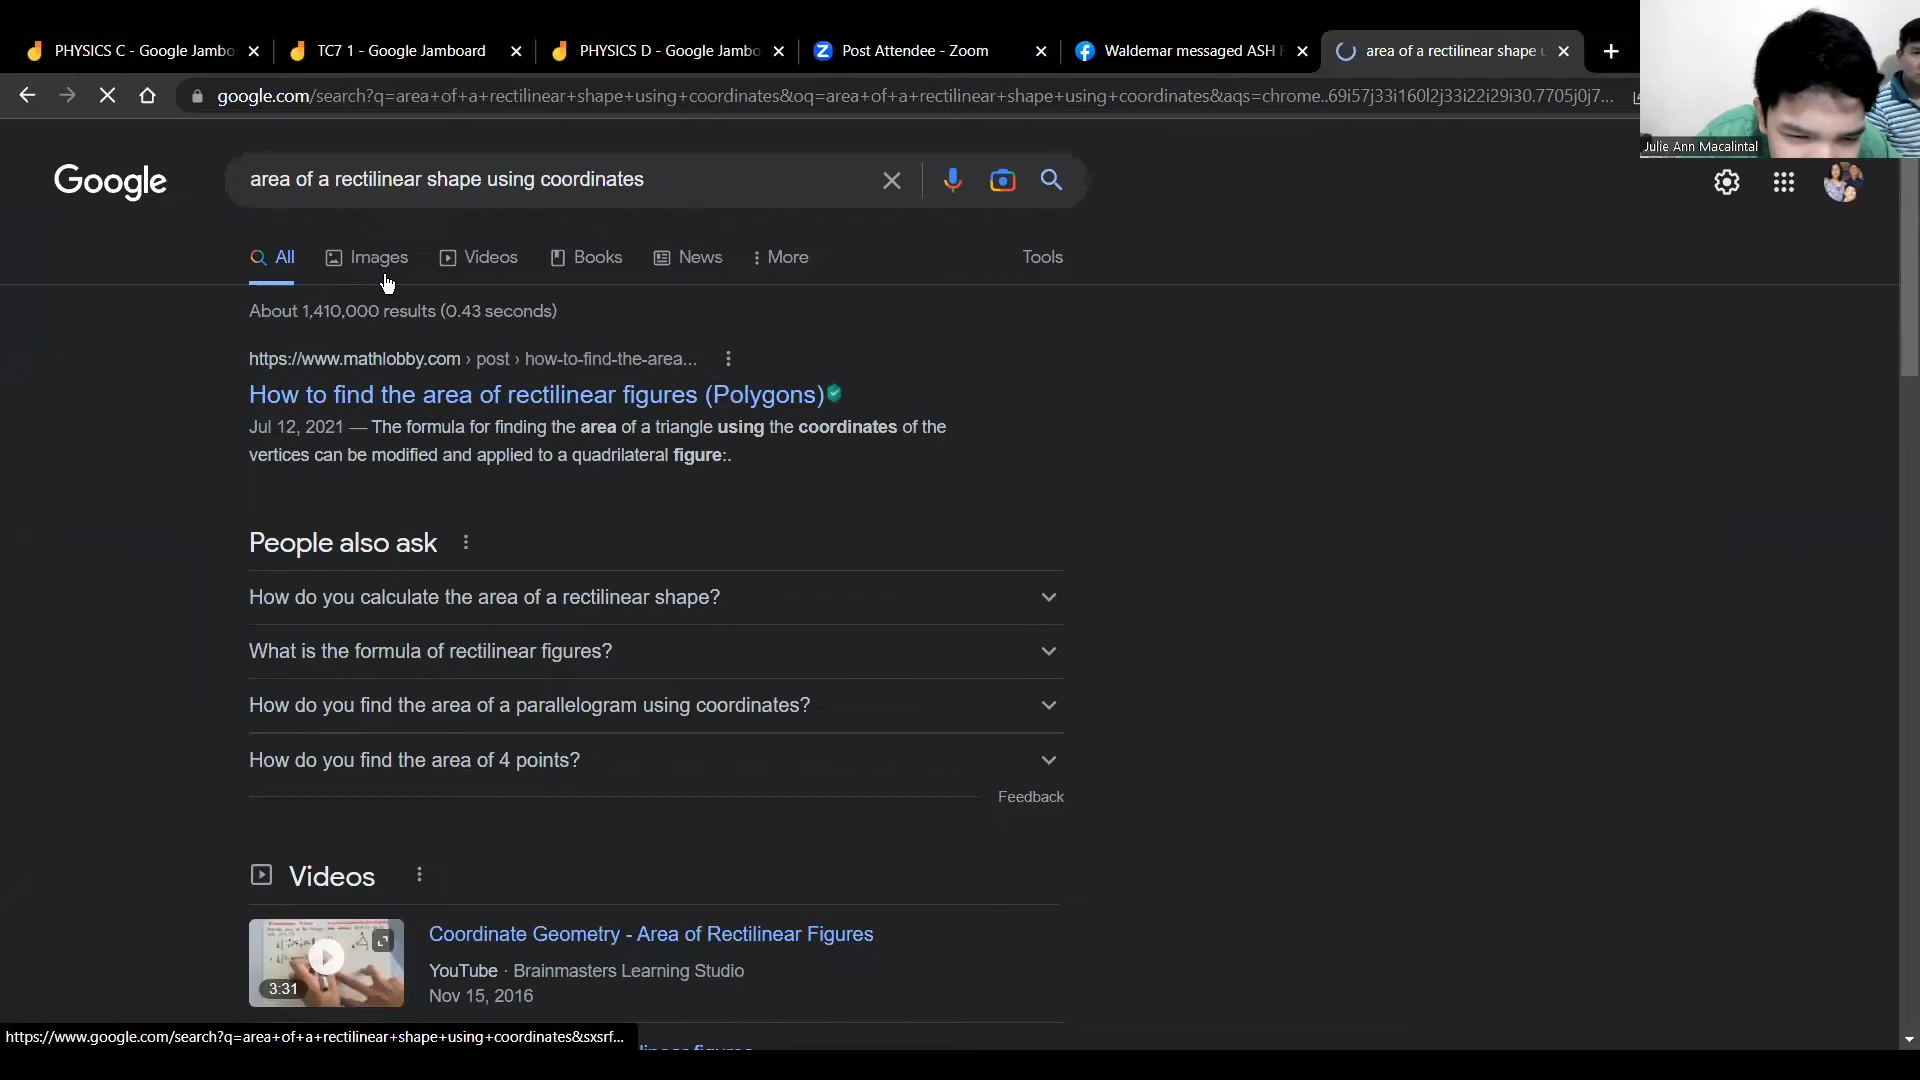 PHYSICS C - Google Jambo
TC7 1 - Google Jamboard
PHYSICS D - Google Jambo
Post Attendee - Zoom
Waldemar messaged ASH
area of a rectilinear shape
google.com/search?q=area+of+a+rectilinear+shape+using+coordinates&oq=area+of+a+rectilinear+shape+using+coordinates&aqs=chrome..69i57j33i160l2j33i22i29i30.7705j0j7...
Julie Ann Macalintal
Google
area of a rectilinear shape using coordinates
All
Images
Videos
Books
News
More
Tools
About 1,410,000 results (0.43 seconds)
https://www.mathlobby.com › post › how-to-find-the-area...
How to find the area of rectilinear figures (Polygons)
Jul 12, 2021 — The formula for finding the area of a triangle using the coordinates of the
vertices can be modified and applied to a quadrilateral figure:.
People also ask
How do you calculate the area of a rectilinear shape?
What is the formula of rectilinear figures?
How do you find the area of a parallelogram using coordinates?
How do you find the area of 4 points?
Feedback
Videos
Coordinate Geometry - Area of Rectilinear Figures
YouTube · Brainmasters Learning Studio
3:31
Nov 15, 2016
https://www.google.com/search?q=area+of+a+rectilinear+shape+using+coordinates&sxsrf...